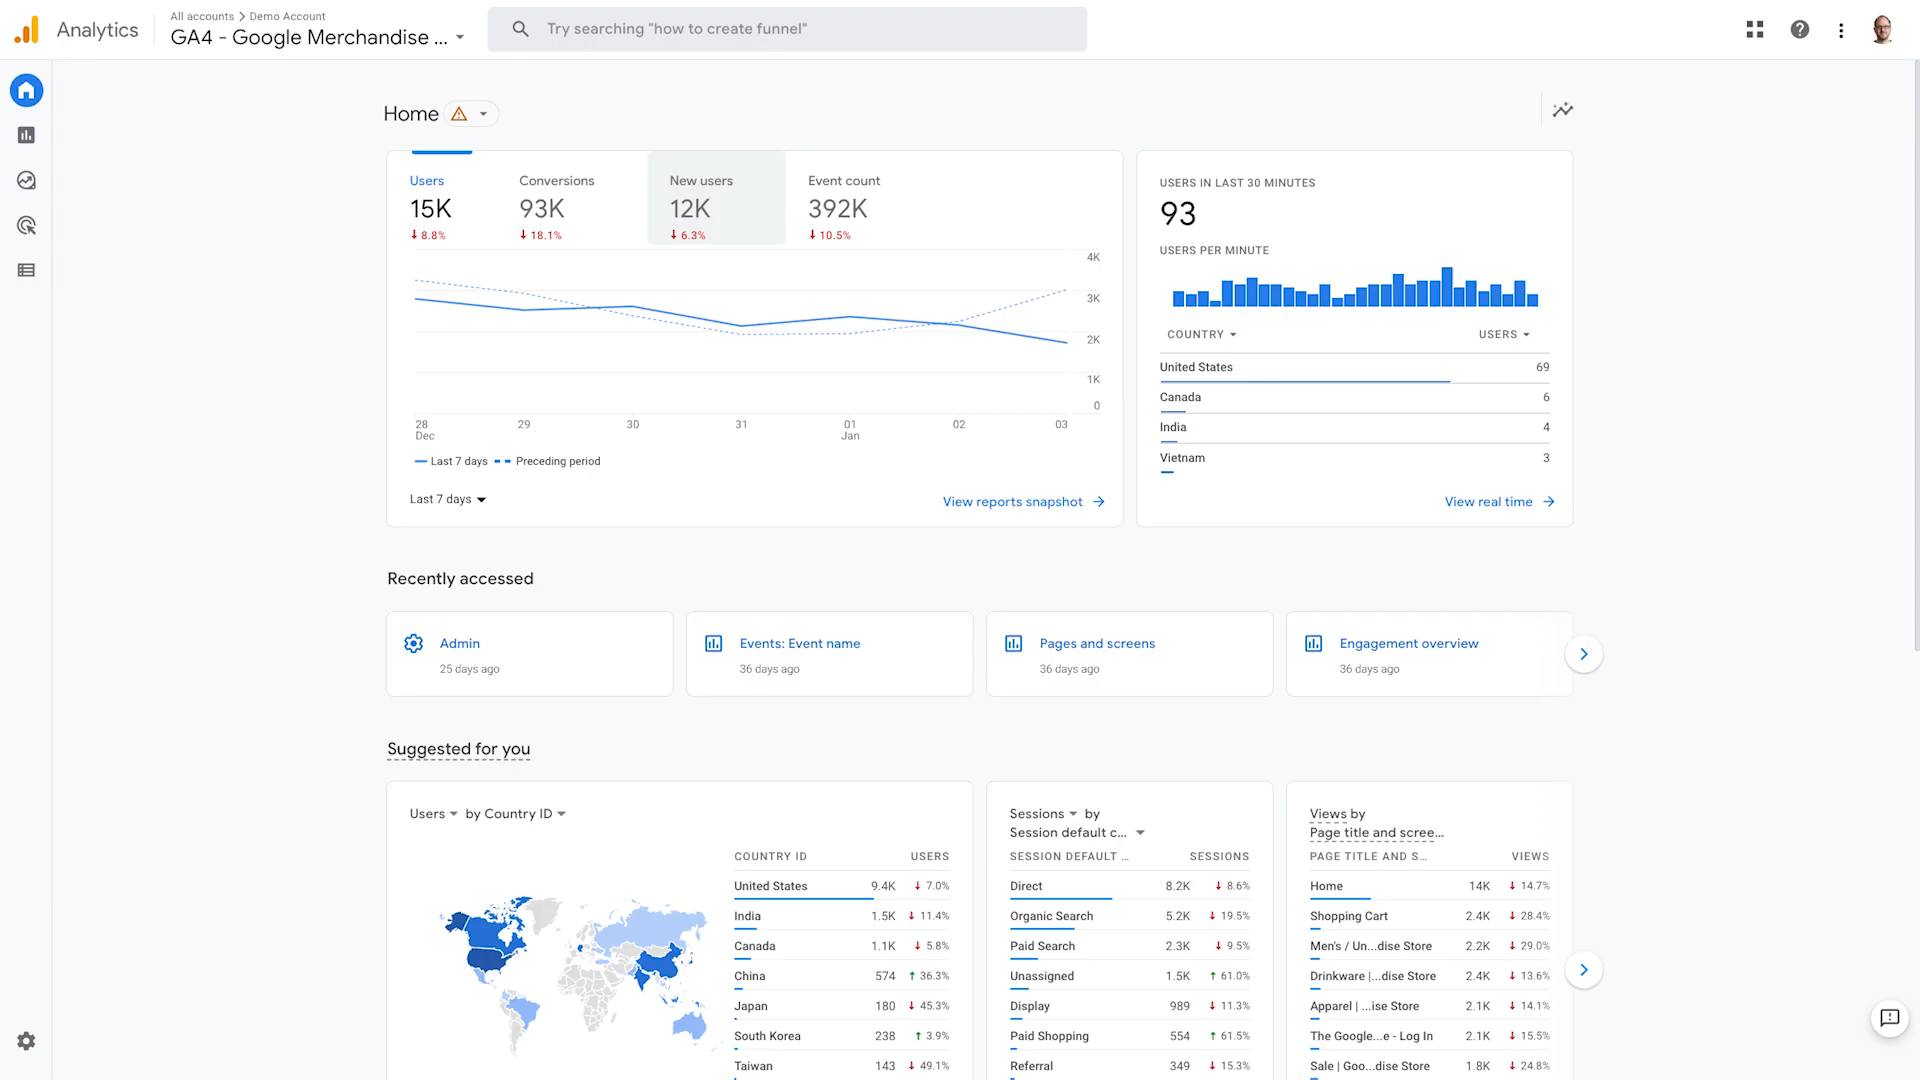 Analytics
All accounts > Demo Account
GA4 - Google Merchandise ...
Try searching "how to create funnel"
Home
Users
15K
8.8%
Conversions
93K
18.1%
New users
12K
6.3%
Event count
392K
10.5%
4K
3K
2K
1K
0
28 Dec
29
30
31
01 Jan
02
03
Last 7 days
Preceding period
Last 7 days
View reports snapshot
USERS IN LAST 30 MINUTES
93
USERS PER MINUTE
COUNTRY USERS
United States 69
Canada 6
India 4
Vietnam 3
View real time
Recently accessed
Admin
25 days ago
Events: Event name
36 days ago
Pages and screens
36 days ago
Engagement overview
36 days ago
Suggested for you
Users by Country ID
COUNTRY ID USERS
United States 9.4K 7.0%
India 1.5K 11.4%
Canada 1.1K 5.8%
China 574 36.3%
Japan 180 45.3%
South Korea 238 3.9%
Taiwan 143 49.1%
Sessions by
Session default c...
SESSION DEFAULT ... SESSIONS
Direct 8.2K 8.6%
Organic Search 5.2K 19.5%
Paid Search 2.3K 9.5%
Unassigned 1.5K 61.0%
Display 989 11.3%
Paid Shopping 554 61.5%
Referral 349 15.3%
Views by
Page title and scree...
PAGE TITLE AND S... VIEWS
Home 14K 14.7%
Shopping Cart 2.4K 28.4%
Men's / Un...dise Store 2.2K 29.0%
Drinkware |...dise Store 2.4K 13.6%
Apparel | ...ise Store 2.1K 14.1%
The Google...e - Log In 2.1K 15.5%
Sale | Goo...dise Store 1.8K 24.8%